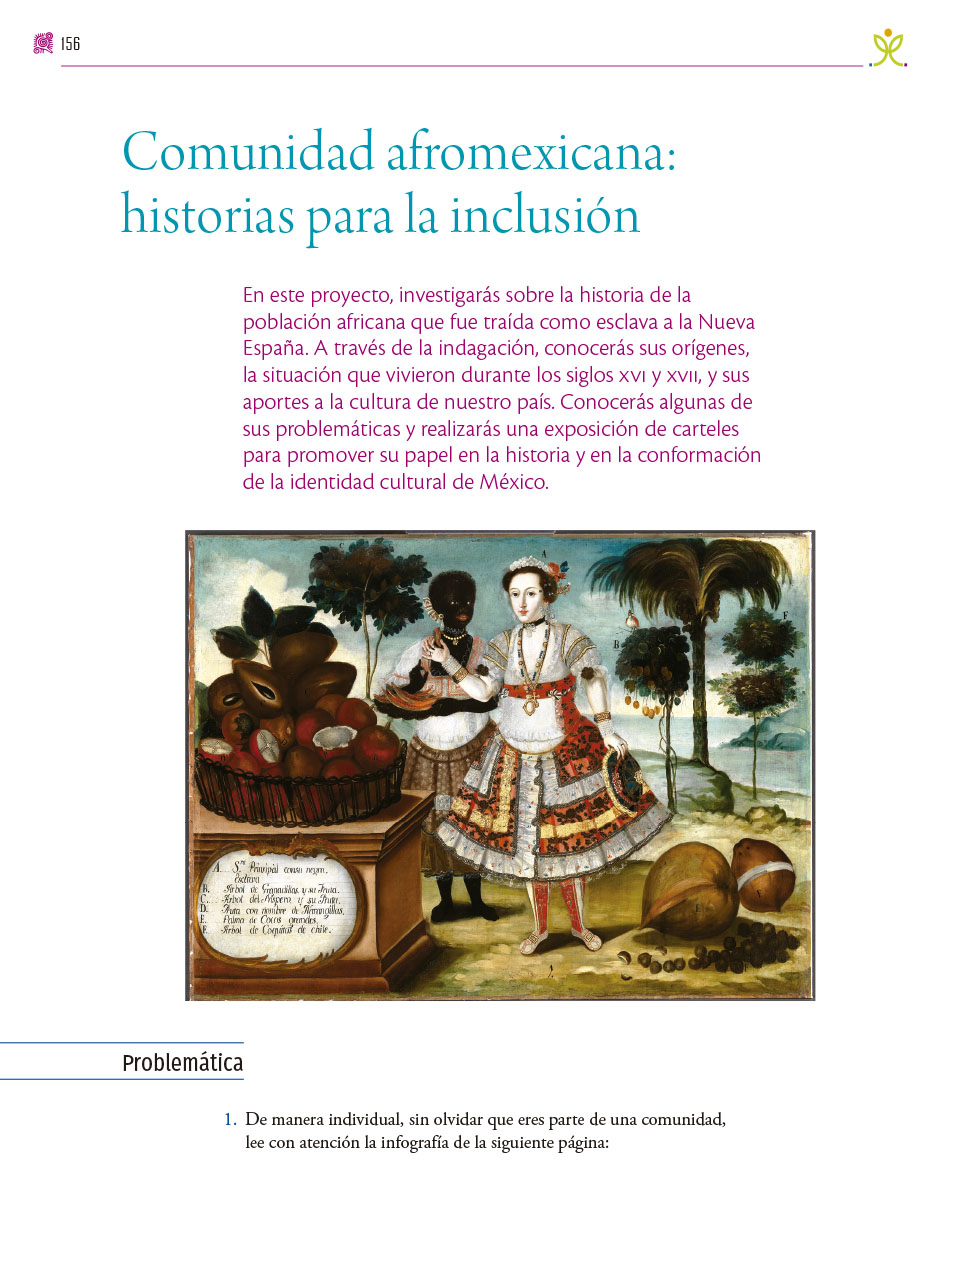 156
Comunidad afromexicana:
historias para la inclusión
En este proyecto, investigarás sobre la historia de la
población africana que fue traída como esclava a la Nueva
España. A través de la indagación, conocerás sus orígenes,
la situación que vivieron durante los siglos XVI y XVII, y sus
aportes a la cultura de nuestro país. Conocerás algunas de
sus problemáticas y realizarás una exposición de carteles
para promover su papel en la historia y en la conformación
de la identidad cultural de México.
A
C
B
F
A. Sra. Principal con su negra
esclava
B. Arbol de Granadillas y su fruta.
C. Arbol del Nispero y su fruta.
D. fruta con nombre de
E. Palma de Cocos grandes.
F. Arbol de Coquitos de chile.
Problemática
1. De manera individual, sin olvidar que eres parte de una comunidad,
lee con atención la infografía de la siguiente página: